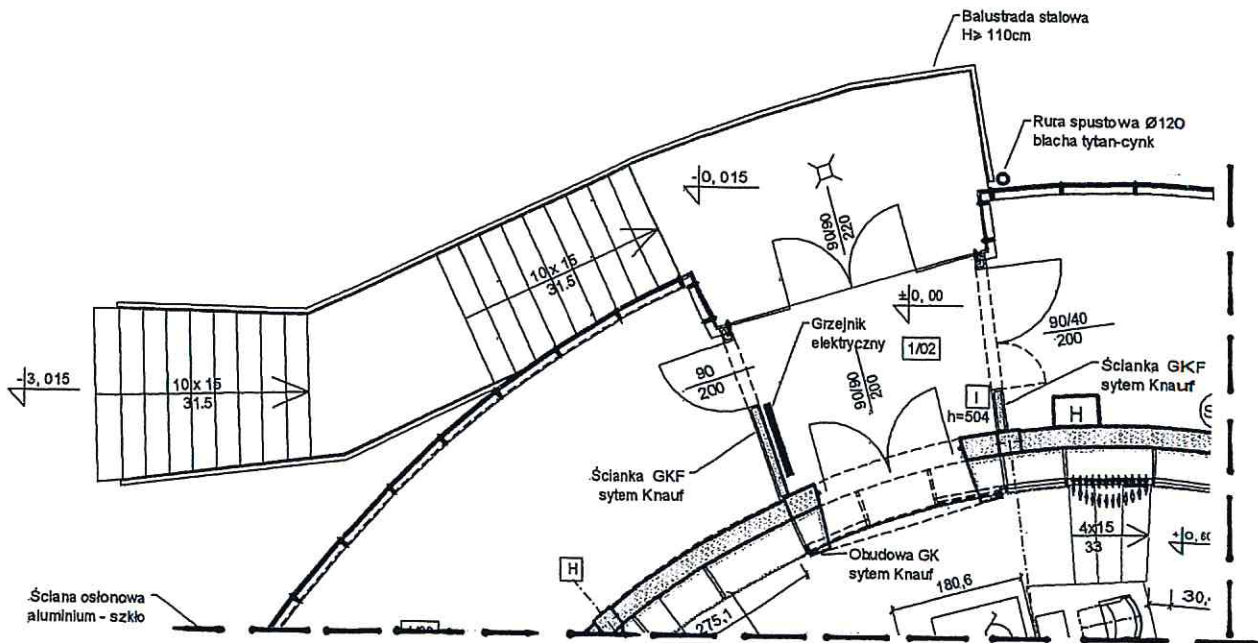 Balustrada stalowa
H≥ 110cm
Rura spustowa Ø120
blacha tytan-cynk
-0,015
90/90
220
10 x 15
31.5
±0,00
Grzejnik
elektryczny
1/02
90/40
200
-3,015
10 x 15
31.5
90
200
90/90
200
Ścianka GKF
sytem Knauf
I
h=504
H
S
Ścianka GKF
sytem Knauf
4x15
33
Obudowa GK
sytem Knauf
H
180,6
275,1
30,
Ściana osłonowa
aluminium - szkło